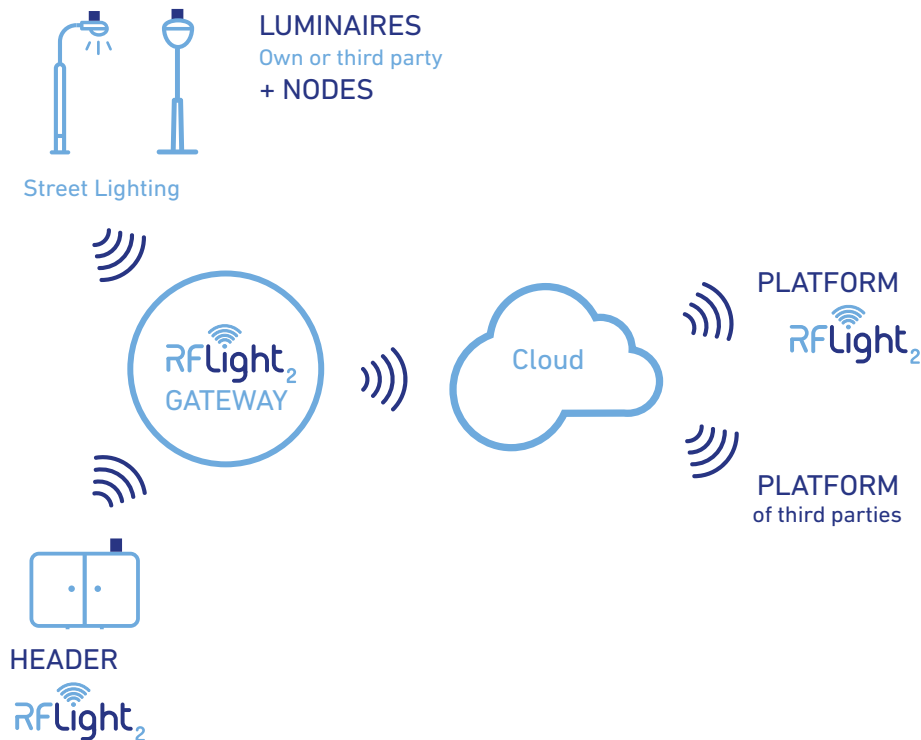 LUMINAIRES
Own or third party
+ NODES
Street Lighting
RFLight2
GATEWAY
Cloud
PLATFORM
RFLight2
PLATFORM
of third parties
HEADER
RFLight2